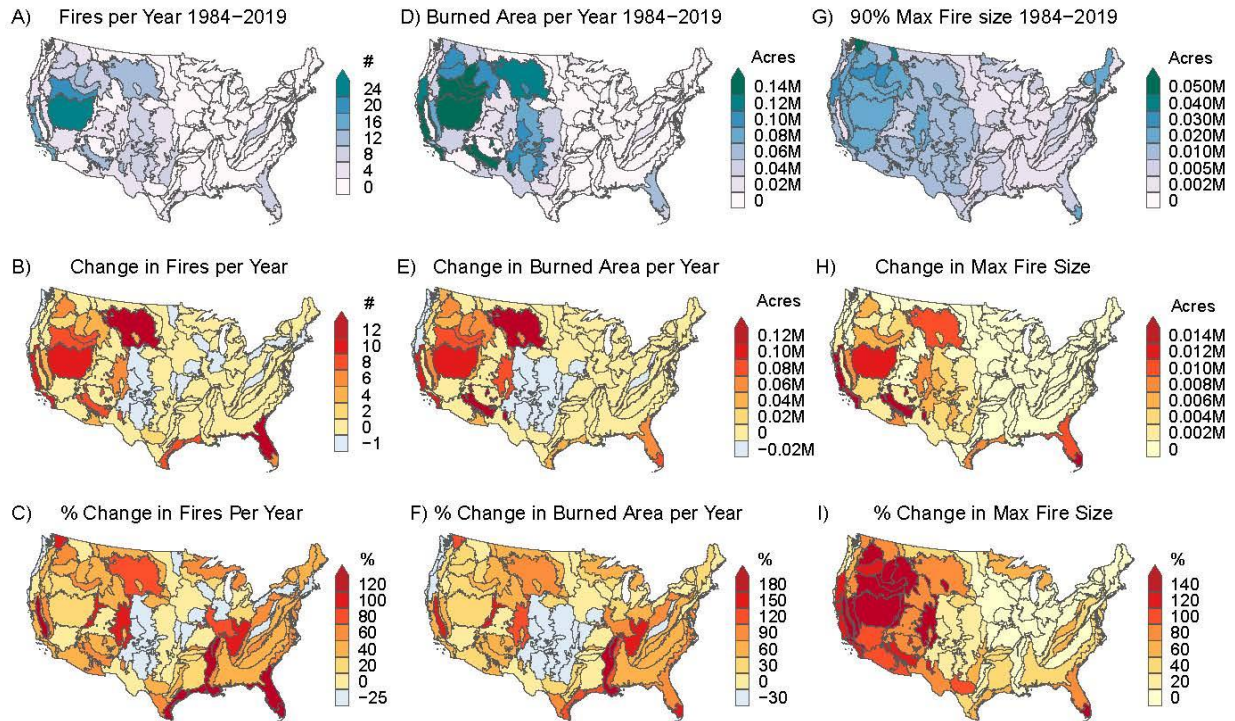 A) Fires per Year 1984−2019
#
24
20
16
12
8
4
0
D) Burned Area per Year 1984−2019
Acres
0.14M
0.12M
0.10M
0.08M
0.06M
0.04M
0.02M
0
G) 90% Max Fire size 1984−2019
Acres
0.050M
0.040M
0.030M
0.020M
0.010M
0.005M
0.002M
0
B) Change in Fires per Year
#
12
10
8
6
4
2
0
−1
E) Change in Burned Area per Year
Acres
0.12M
0.10M
0.08M
0.06M
0.04M
0.02M
0
−0.02M
H) Change in Max Fire Size
Acres
0.014M
0.012M
0.010M
0.008M
0.006M
0.004M
0.002M
0
C) % Change in Fires Per Year
%
120
100
80
60
40
20
0
−25
F) % Change in Burned Area per Year
%
180
150
120
90
60
30
0
−30
I) % Change in Max Fire Size
%
140
120
100
80
60
40
20
0